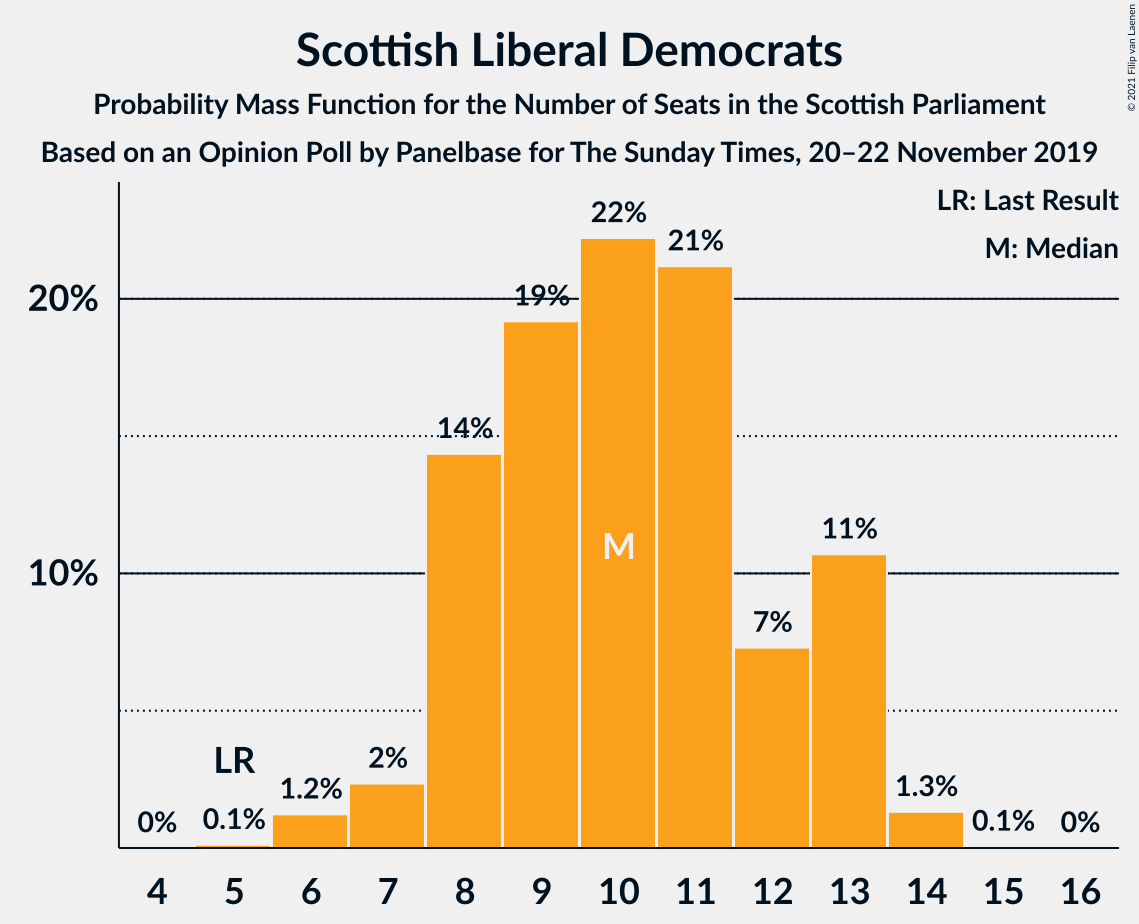 Scottish Liberal Democrats
Probability Mass Function for the Number of Seats in the Scottish Parliament
Based on an Opinion Poll by Panelbase for The Sunday Times, 20–22 November 2019
© 2021 Filip van Laenen
LR: Last Result
M: Median
22%
21%
20%
19%
14%
M
11%
10%
7%
LR
2%
1.2%
1.3%
0%
0.1%
0.1%
0%
4 5 6 7 8 9 10 11 12 13 14 15 16